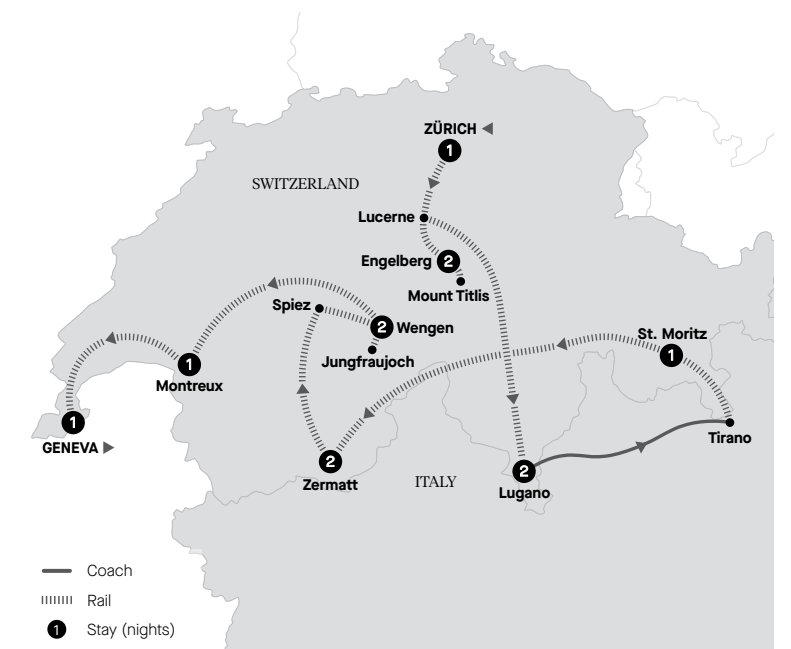 ZÜRICH
1
SWITZERLAND
Lucerne
Engelberg
2
Mount Titlis
Spiez
2
Wengen
Jungfraujoch
St. Moritz
1
1
Montreux
1
GENEVA
Tirano
2
Zermatt
ITALY
2
Lugano
Coach
Rail
1
Stay (nights)